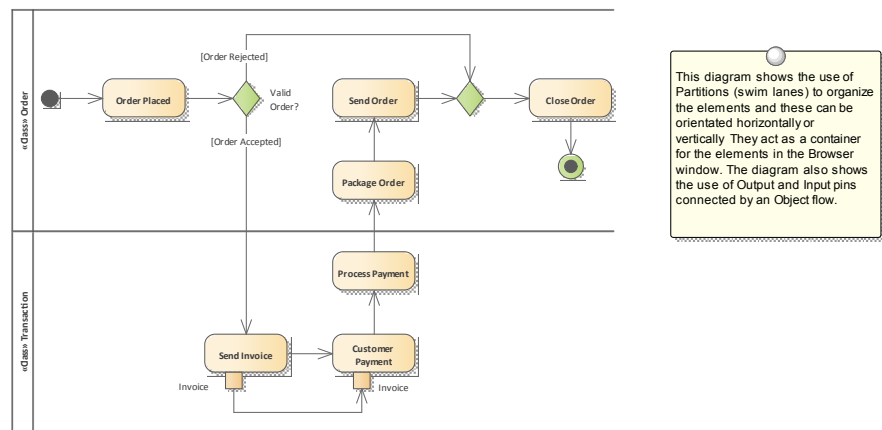 «Class» Order
[Order Rejected]
Order Placed
Valid
Order?
Send Order
Close Order
[Order Accepted]
Package Order
«Class» Transaction
Process Payment
Send Invoice
Customer
Payment
Invoice
Invoice
This diagram shows the use of
Partitions (swim lanes) to organize
the elements and these can be
orientated horizontally or
vertically They act as a container
for the elements in the Browser
window. The diagram also shows
the use of Output and Input pins
connected by an Object flow.